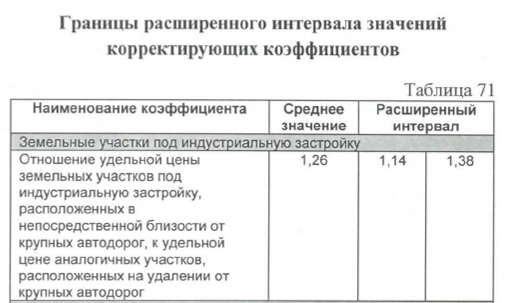 Границы расширенного интервала значений
корректирующих коэффициентов
Таблица 71
Наименование коэффициента Среднее Расширенный
значение интервал
Земельные участки под индустриальную застройку
Отношение удельной цены 1,26 1,14 1,38
земельных участков под
индустриальную застройку,
расположенных в
непосредственной близости от
крупных автодорог, к удельной
цене аналогичных участков,
расположенных на удалении от
крупных автодорог